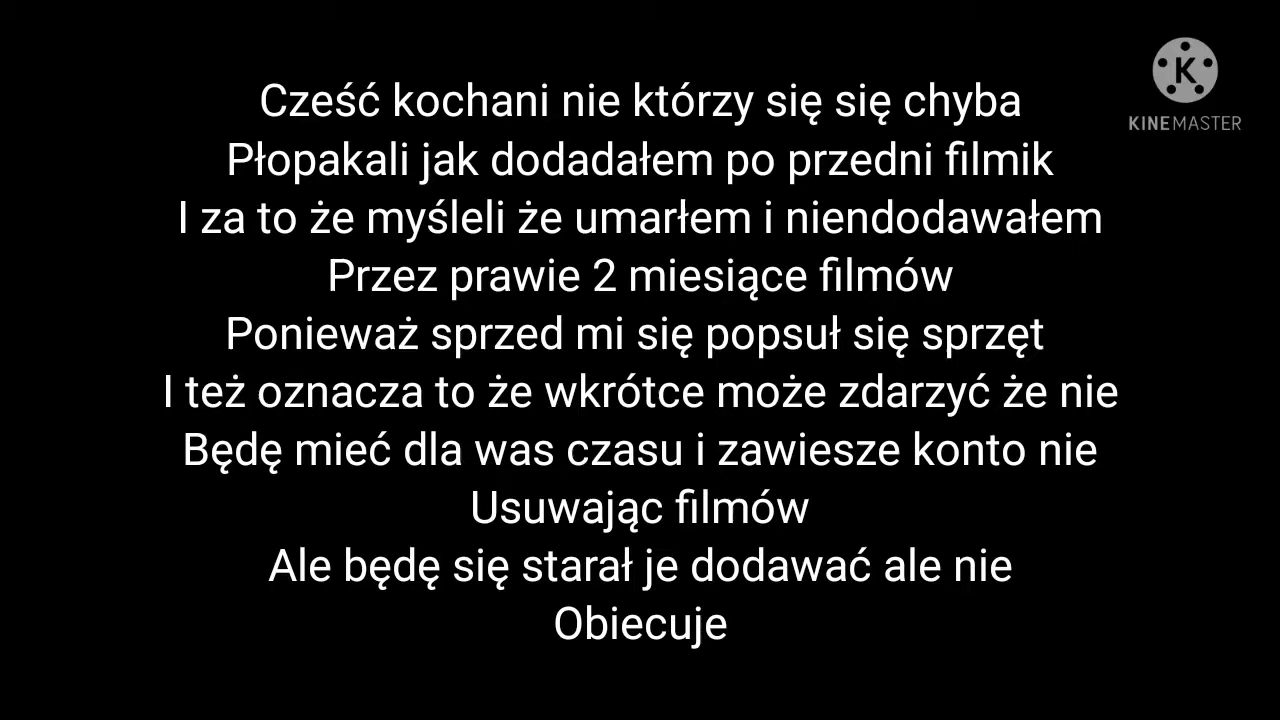 Cześć kochani nie którzy się się chyba
Płopakali jak dodadałem po przedni filmik
I za to że myśleli że umarłem i niendodawałem
Przez prawie 2 miesiące filmów
Ponieważ sprzed mi się popsuł się sprzęt
I też oznacza to że wkrótce może zdarzyć że nie
Będę mieć dla was czasu i zawiesze konto nie
Usuwając filmów
Ale będę się starał je dodawać ale nie
Obiecuje
K
KINEMASTER